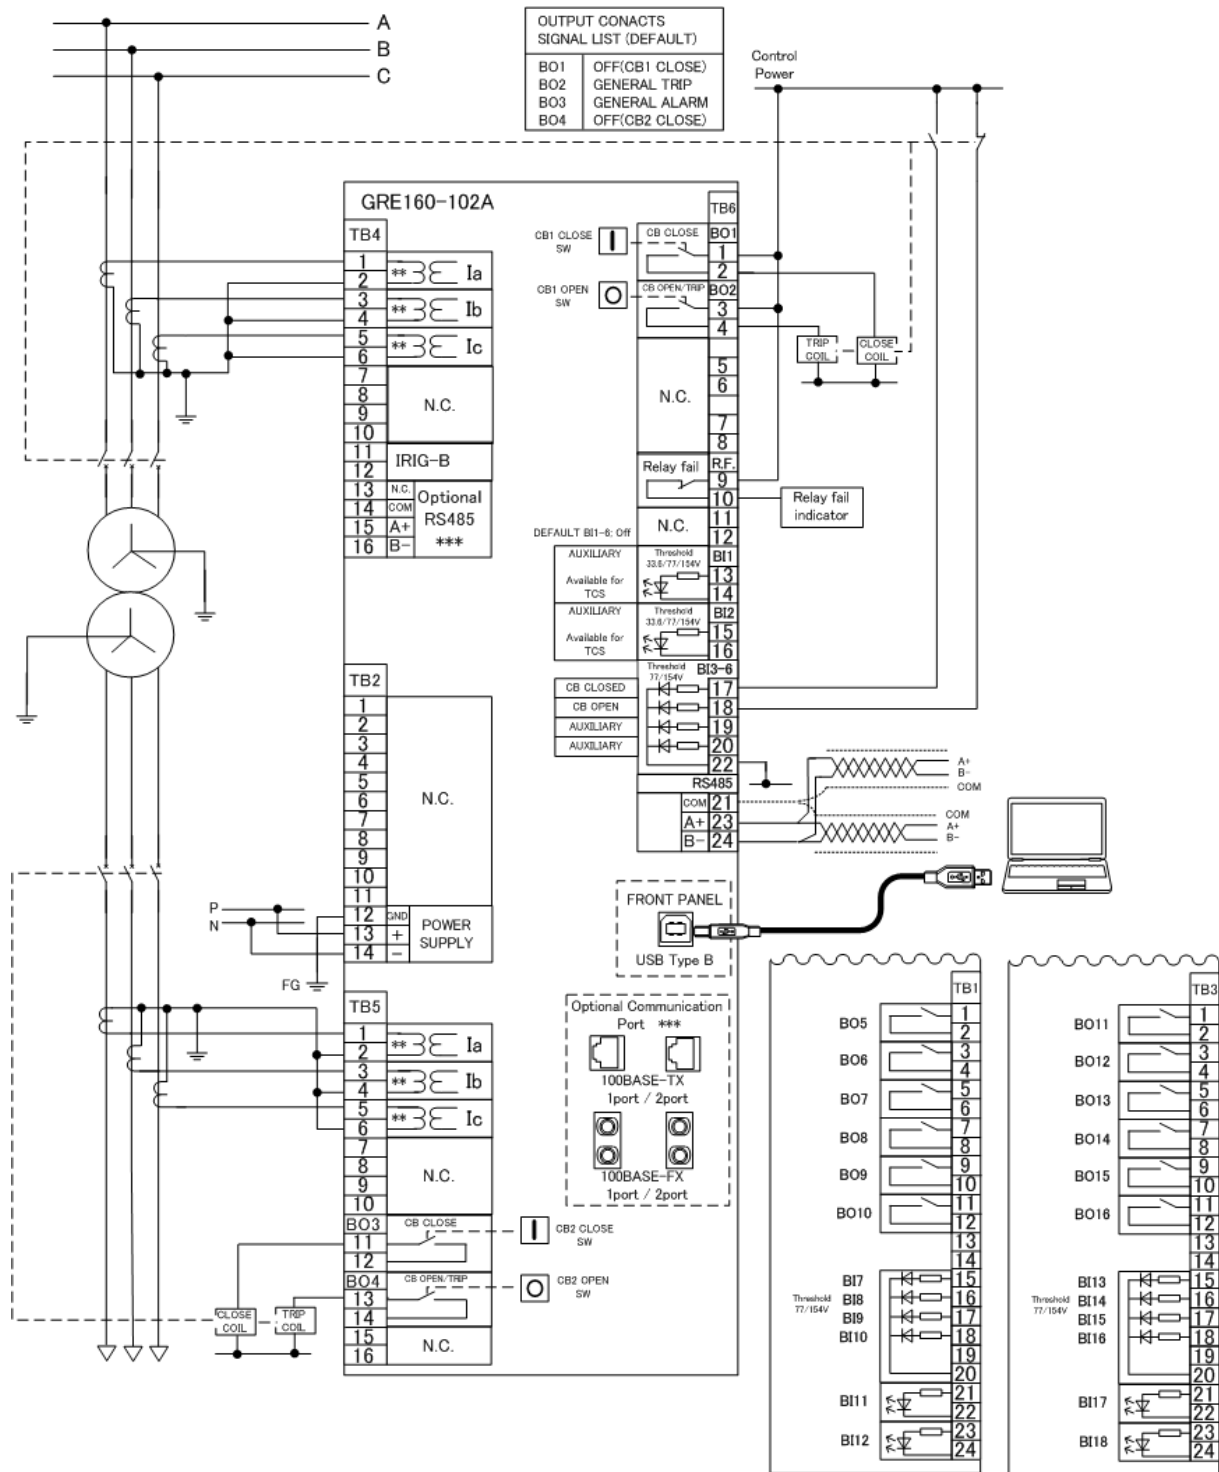 A
B
C
OUTPUT CONACTS
SIGNAL LIST (DEFAULT)
BO1 OFF(CB1 CLOSE)
BO2 GENERAL TRIP
BO3 GENERAL ALARM
BO4 OFF(CB2 CLOSE)
Control
Power
GRE160-102A
TB4
1
2
** Ia
3
4
** Ib
5
6
** Ic
7
8
9
10
N.C.
11
12
IRIG-B
13 N.C.
14 COM
15 A+
16 B-
Optional
RS485
***
TB2
1
2
3
4
5
6
7
8
9
10
11
N.C.
P
N
12 GND
13 +
14 -
POWER
SUPPLY
FG
TB5
1
2
** Ia
3
4
** Ib
5
6
** Ic
7
8
9
10
N.C.
BO3 CB CLOSE
11
12
CB2 CLOSE
SW
BO4 CB OPEN/TRIP
13
14
CB2 OPEN
SW
15
16
N.C.
CLOSE
COIL
TRIP
COIL
TB6
CB1 CLOSE
SW
CB CLOSE BO1
1
2
CB1 OPEN
SW
CB OPEN/TRIP BO2
3
4
TRIP
COIL
CLOSE
COIL
N.C.
5
6
7
8
Relay fail R.F.
9
10
Relay fail
indicator
N.C.
11
12
DEFAULT BI1-6; Off
AUXILIARY
Available for
TCS
Threshold
33.6/77/154V
BI1
13
14
AUXILIARY
Available for
TCS
Threshold
33.6/77/154V
BI2
15
16
Threshold
77/154V
BI3-6
CB CLOSED 17
CB OPEN 18
AUXILIARY 19
AUXILIARY 20
22
RS485
COM 21
A+ 23
B- 24
A+
B-
COM
COM
A+
B-
FRONT PANEL
USB Type B
Optional Communication
Port ***
100BASE-TX
1port / 2port
100BASE-FX
1port / 2port
TB1
BO5
1
2
BO6
3
4
BO7
5
6
BO8
7
8
BO9
9
10
BO10
11
12
13
14
Threshold
77/154V
BI7 15
BI8 16
BI9 17
BI10 18
19
20
BI11
21
22
BI12
23
24
TB3
BO11
1
2
BO12
3
4
BO13
5
6
BO14
7
8
BO15
9
10
BO16
11
12
13
14
Threshold
77/154V
BI13 15
BI14 16
BI15 17
BI16 18
19
20
BI17
21
22
BI18
23
24